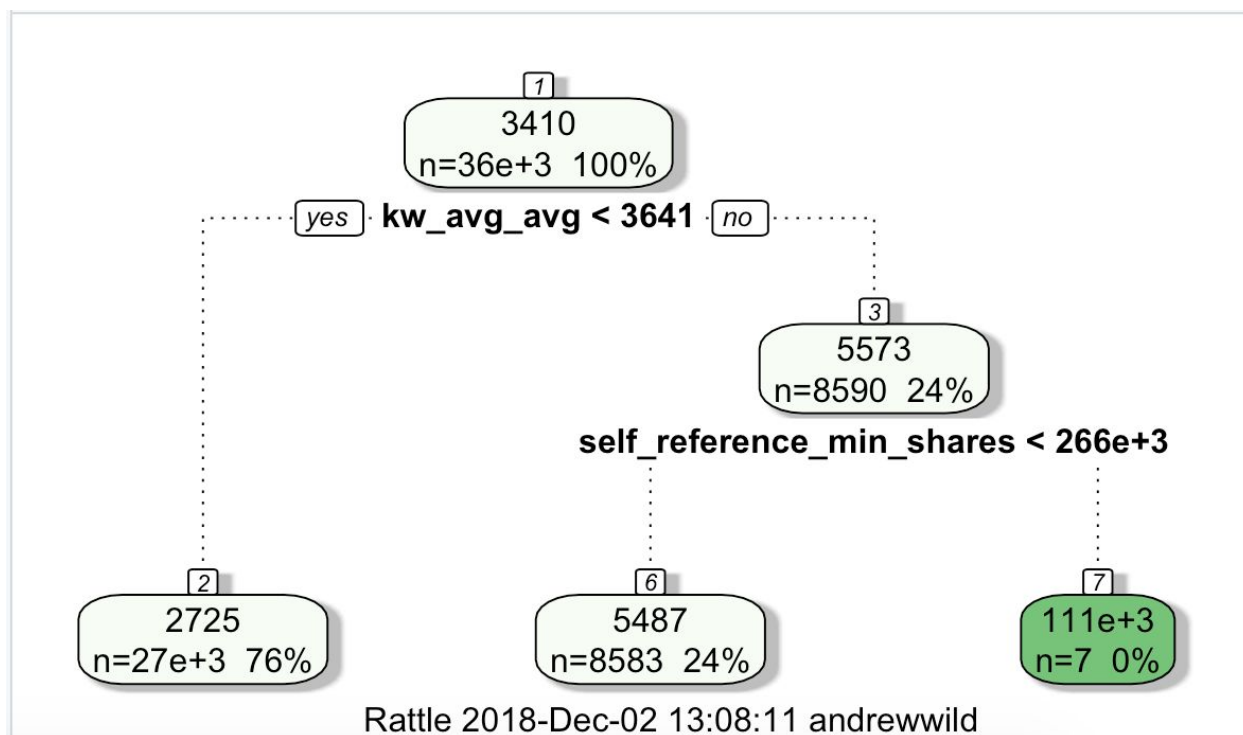 1
3410
n=36e+3 100%
yes kw_avg_avg < 3641 no
3
5573
n=8590 24%
self_reference_min_shares < 266e+3
2
2725
n=27e+3 76%
6
5487
n=8583 24%
7
111e+3
n=7 0%
Rattle 2018-Dec-02 13:08:11 andrewwild